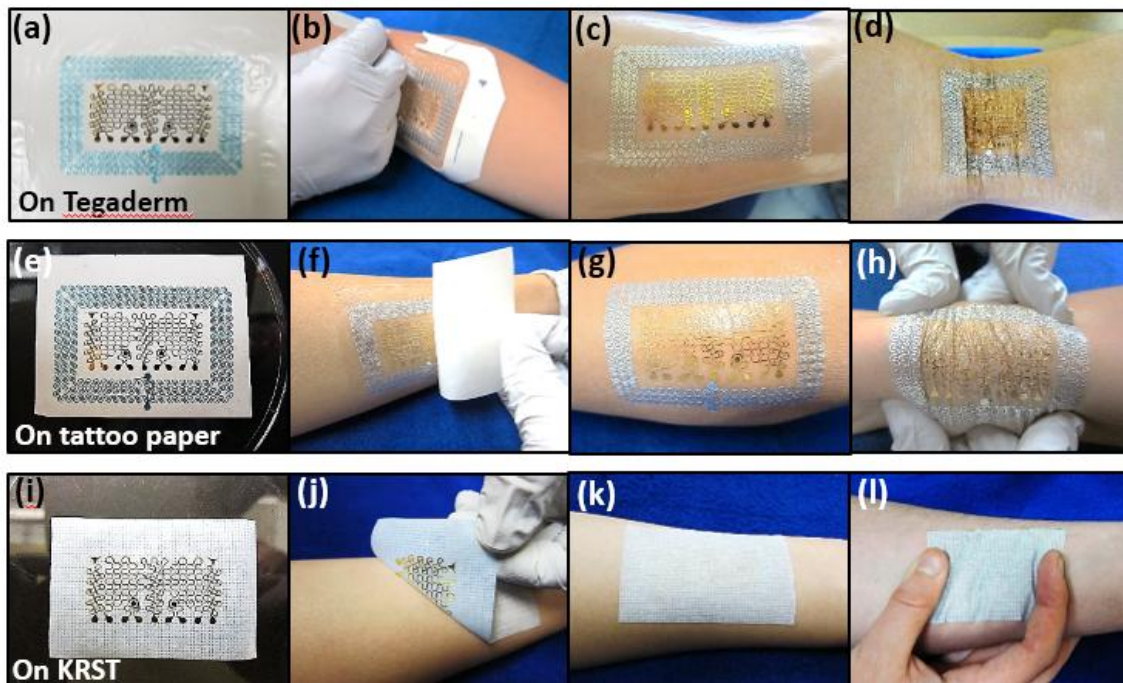 (a)
(b)
(c)
(d)
On Tegaderm
(e)
(f)
(g)
(h)
On tattoo paper
(i)
(j)
(k)
(l)
On KRST